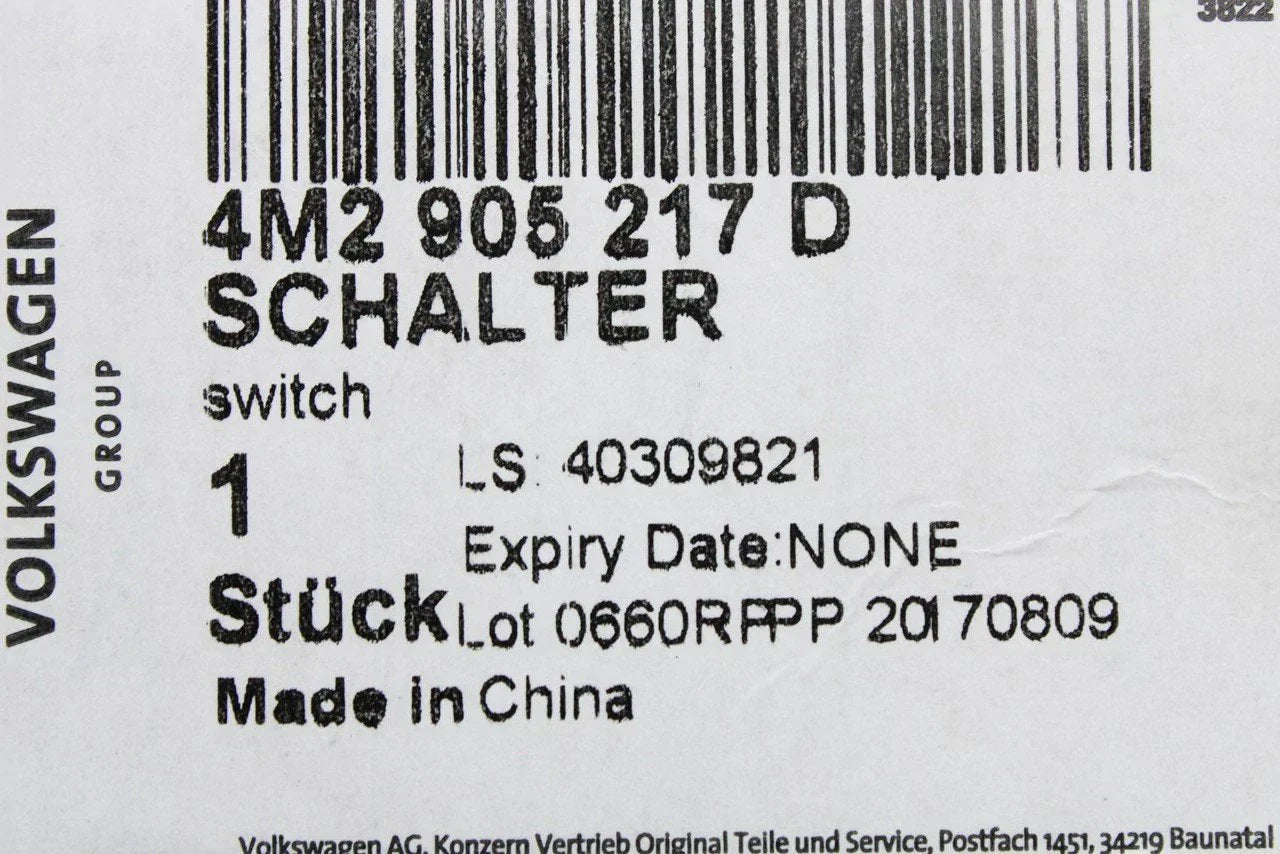 3822
4M2 905 217 D
SCHALTER
switch
1
LS: 40309821
Expiry Date:NONE
Stück
Lot 0660RPPP 20170809
Made in China
VOLKSWAGEN
GROUP
Volkswagen AG, Konzern Vertrieb Original Teile und Service, Postfach 1451, 34219 Baunatal